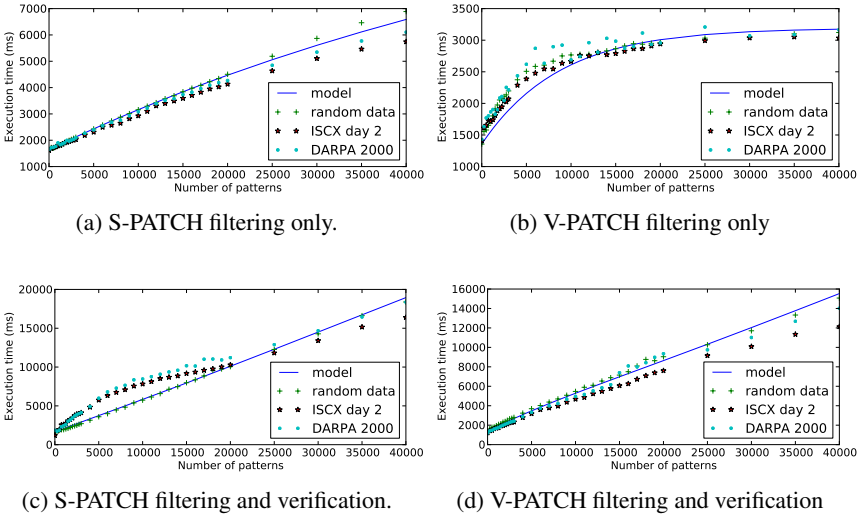 7000
6000
5000
4000
3000
2000
1000
Execution time (ms)
0 5000 10000 15000 20000 25000 30000 35000 40000
Number of patterns
model
random data
ISCX day 2
DARPA 2000
(a) S-PATCH filtering only.
3500
3000
2500
2000
1500
1000
Execution time (ms)
0 5000 10000 15000 20000 25000 30000 35000 40000
Number of patterns
model
random data
ISCX day 2
DARPA 2000
(b) V-PATCH filtering only
20000
15000
10000
5000
0
Execution time (ms)
0 5000 10000 15000 20000 25000 30000 35000 40000
Number of patterns
model
random data
ISCX day 2
DARPA 2000
(c) S-PATCH filtering and verification.
16000
14000
12000
10000
8000
6000
4000
2000
0
Execution time (ms)
0 5000 10000 15000 20000 25000 30000 35000 40000
Number of patterns
model
random data
ISCX day 2
DARPA 2000
(d) V-PATCH filtering and verification